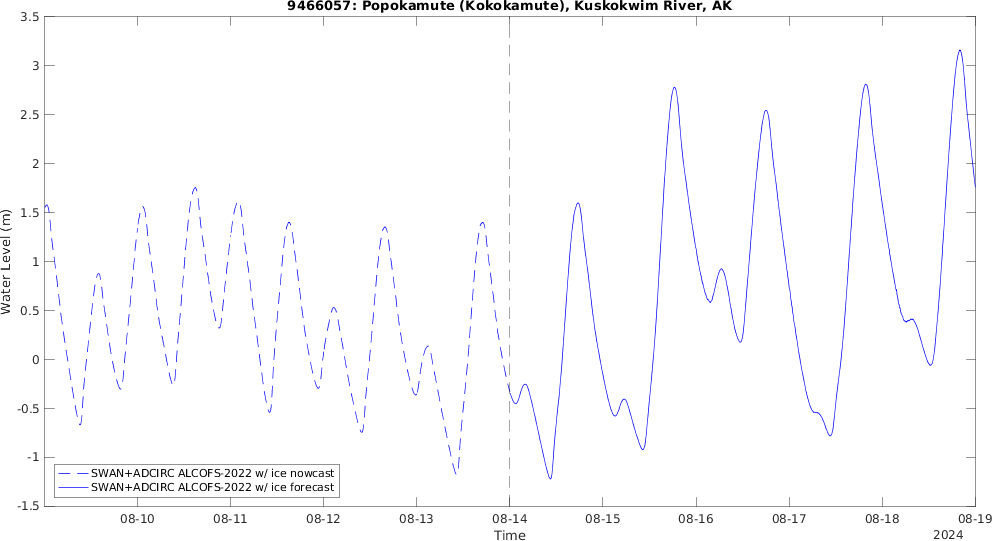 9466057: Popokamute (Kokokamute), Kuskokwim River, AK
3.5
3
2.5
2
1.5
1
0.5
0
-0.5
-1
-1.5
Water Level (m)
SWAN+ADCIRC ALCOFS-2022 w/ ice nowcast
SWAN+ADCIRC ALCOFS-2022 w/ ice forecast
08-10 08-11 08-12 08-13 08-14 08-15 08-16 08-17 08-18 08-19
Time
2024